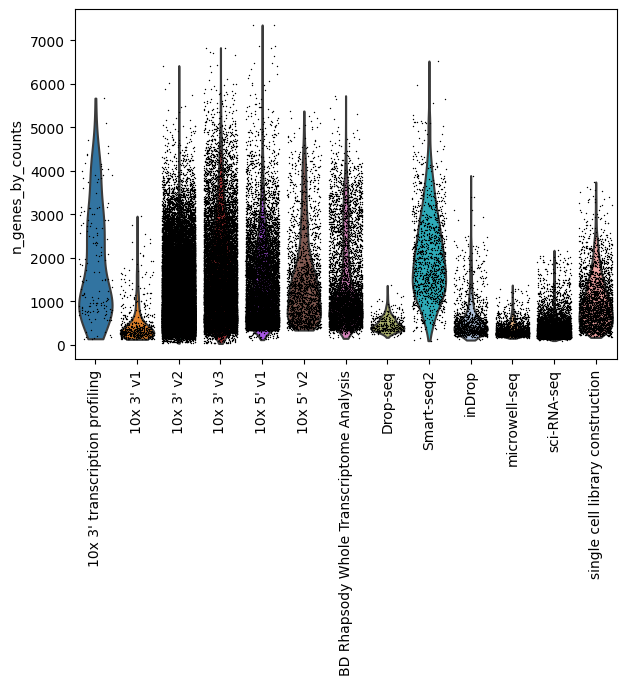 n_genes_by_counts
7000
6000
5000
4000
3000
2000
1000
0
10x 3' transcription profiling
10x 3' v1
10x 3' v2
10x 3' v3
10x 5' v1
10x 5' v2
BD Rhapsody Whole Transcriptome Analysis
Drop-seq
Smart-seq2
inDrop
microwell-seq
sci-RNA-seq
single cell library construction